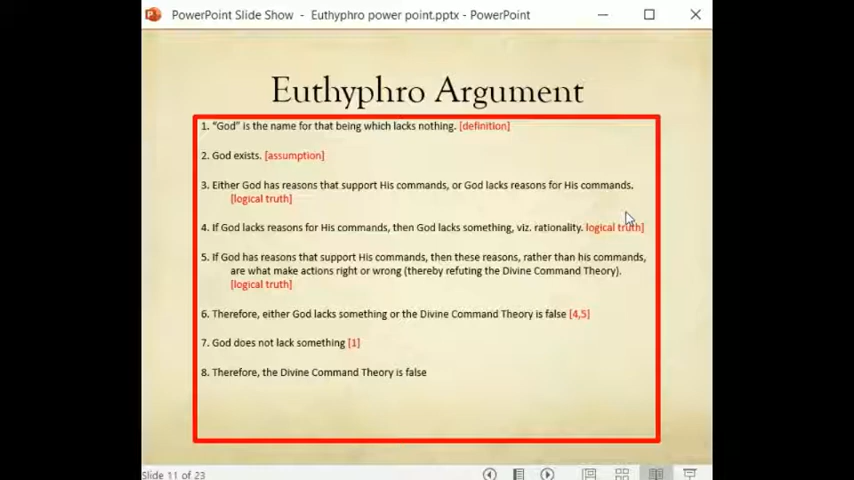 PowerPoint Slide Show - Euthyphro power point.pptx - PowerPoint
Euthyphro Argument
1. “God” is the name for that being which lacks nothing. [definition]
2. God exists. [assumption]
3. Either God has reasons that support His commands, or God lacks reasons for His commands.
[logical truth]
4. If God lacks reasons for His commands, then God lacks something, viz. rationality. logical truth]
5. If God has reasons that support His commands, then these reasons, rather than his commands,
are what make actions right or wrong (thereby refuting the Divine Command Theory).
[logical truth]
6. Therefore, either God lacks something or the Divine Command Theory is false [4,5]
7. God does not lack something [1]
8. Therefore, the Divine Command Theory is false
Slide 11 of 23